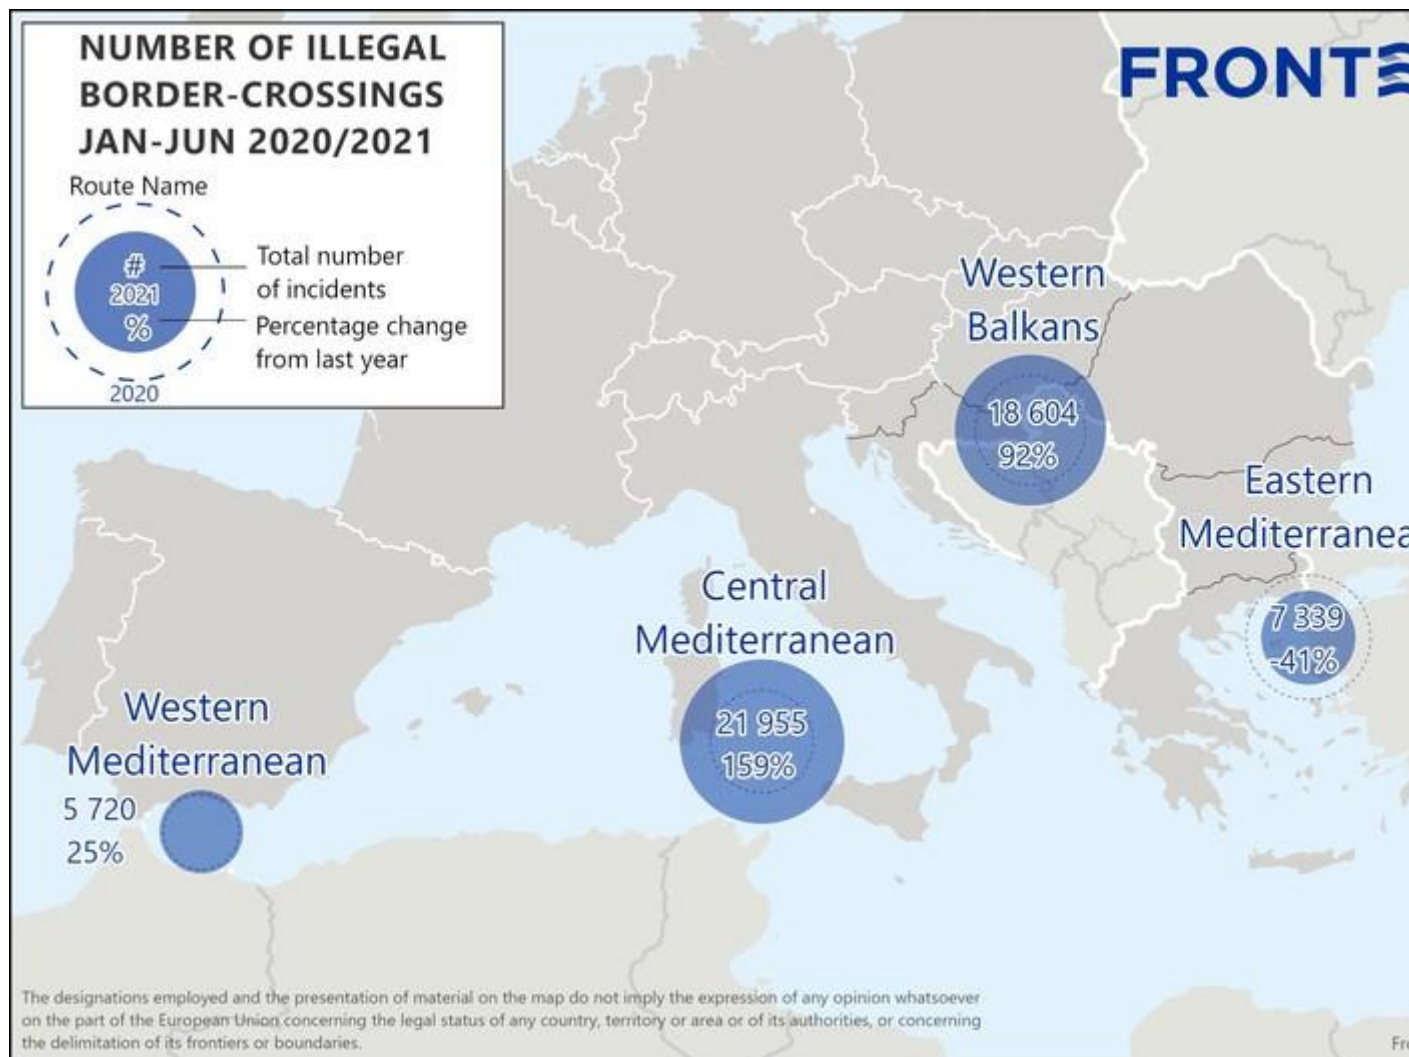 NUMBER OF ILLEGAL
BORDER-CROSSINGS
JAN-JUN 2020/2021
Route Name
#
2021
%
Total number
of incidents
Percentage change
from last year
2020
FRONTE
Western
Balkans
18 604
92%
Eastern
Mediterranea
7 339
-41%
Central
Mediterranean
21 955
159%
Western
Mediterranean
5 720
25%
The designations employed and the presentation of material on the map do not imply the expression of any opinion whatsoever
on the part of the European Union concerning the legal status of any country, territory or area or of its authorities, or concerning
the delimitation of its frontiers or boundaries.
Fr